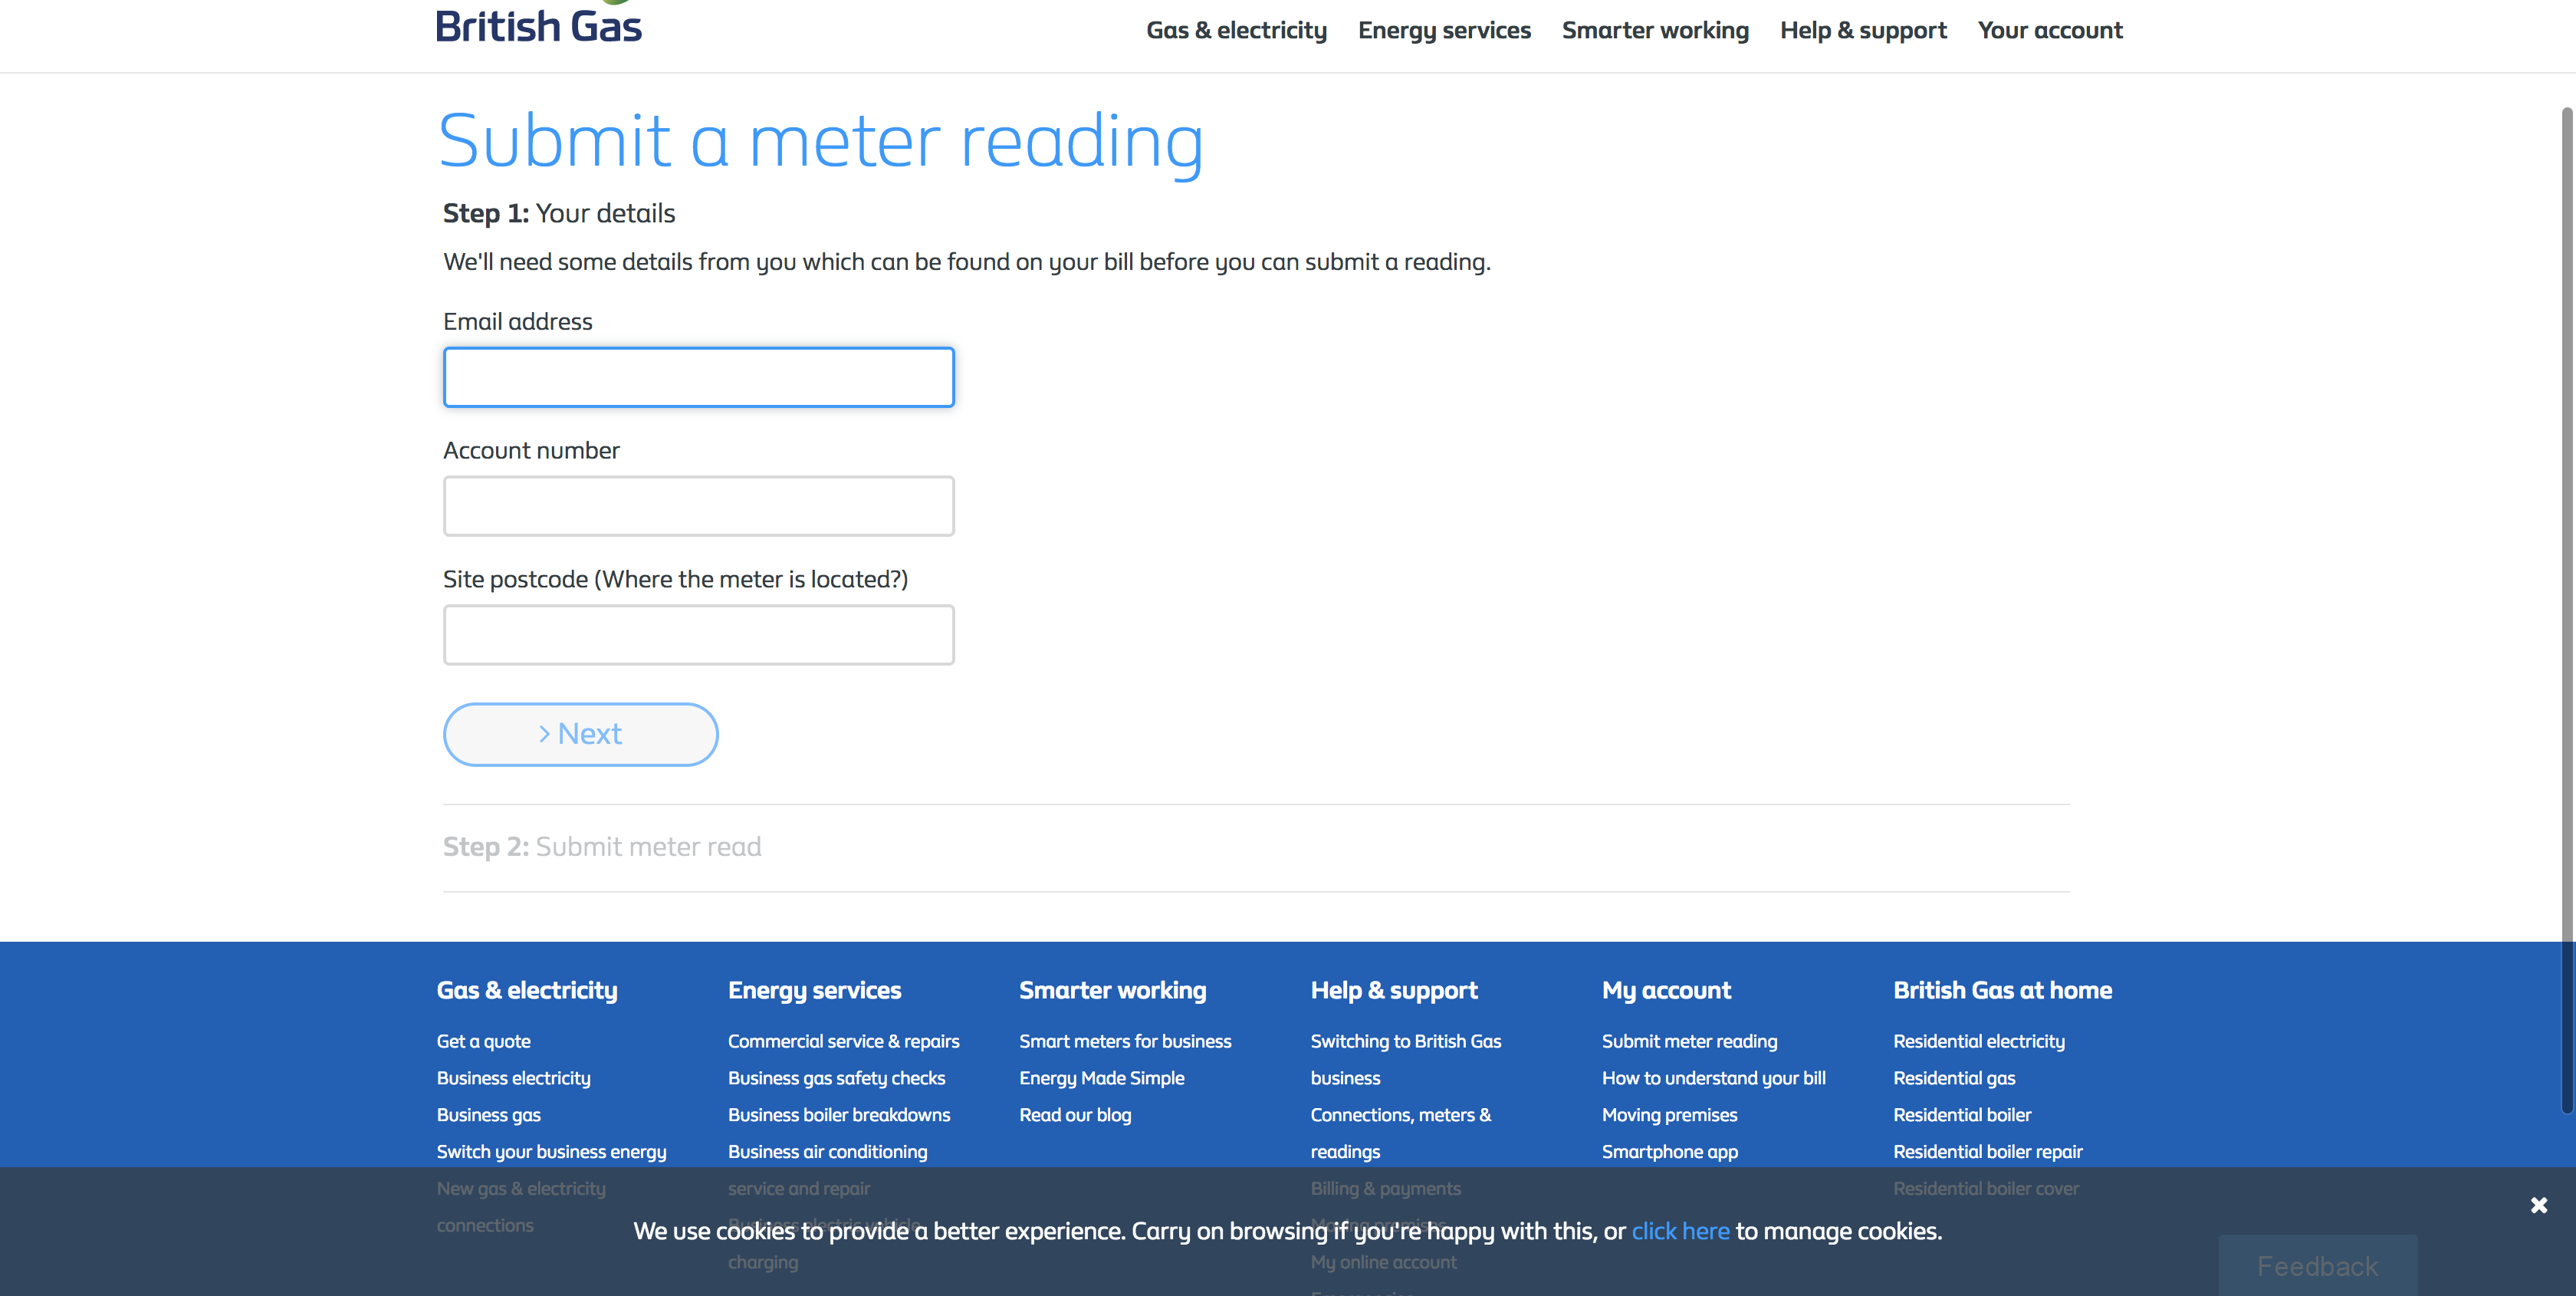 British Gas
Gas & electricity Energy services Smarter working Help & support Your account
Submit a meter reading
Step 1: Your details
We'll need some details from you which can be found on your bill before you can submit a reading.
Email address
Account number
Site postcode (Where the meter is located?)
> Next
Step 2: Submit meter read
Gas & electricity
Get a quote
Business electricity
Business gas
Switch your business energy
New gas & electricity
connections
Energy services
Commercial service & repairs
Business gas safety checks
Business boiler breakdowns
Business air conditioning
service and repair
Business electric vehicle
charging
Smarter working
Smart meters for business
Energy Made Simple
Read our blog
Help & support
Switching to British Gas
business
Connections, meters &
readings
Billing & payments
Moving premises
My online account
My account
Submit meter reading
How to understand your bill
Moving premises
Smartphone app
British Gas at home
Residential electricity
Residential gas
Residential boiler
Residential boiler repair
Residential boiler cover
We use cookies to provide a better experience. Carry on browsing if you're happy with this, or click here to manage cookies.
Feedback